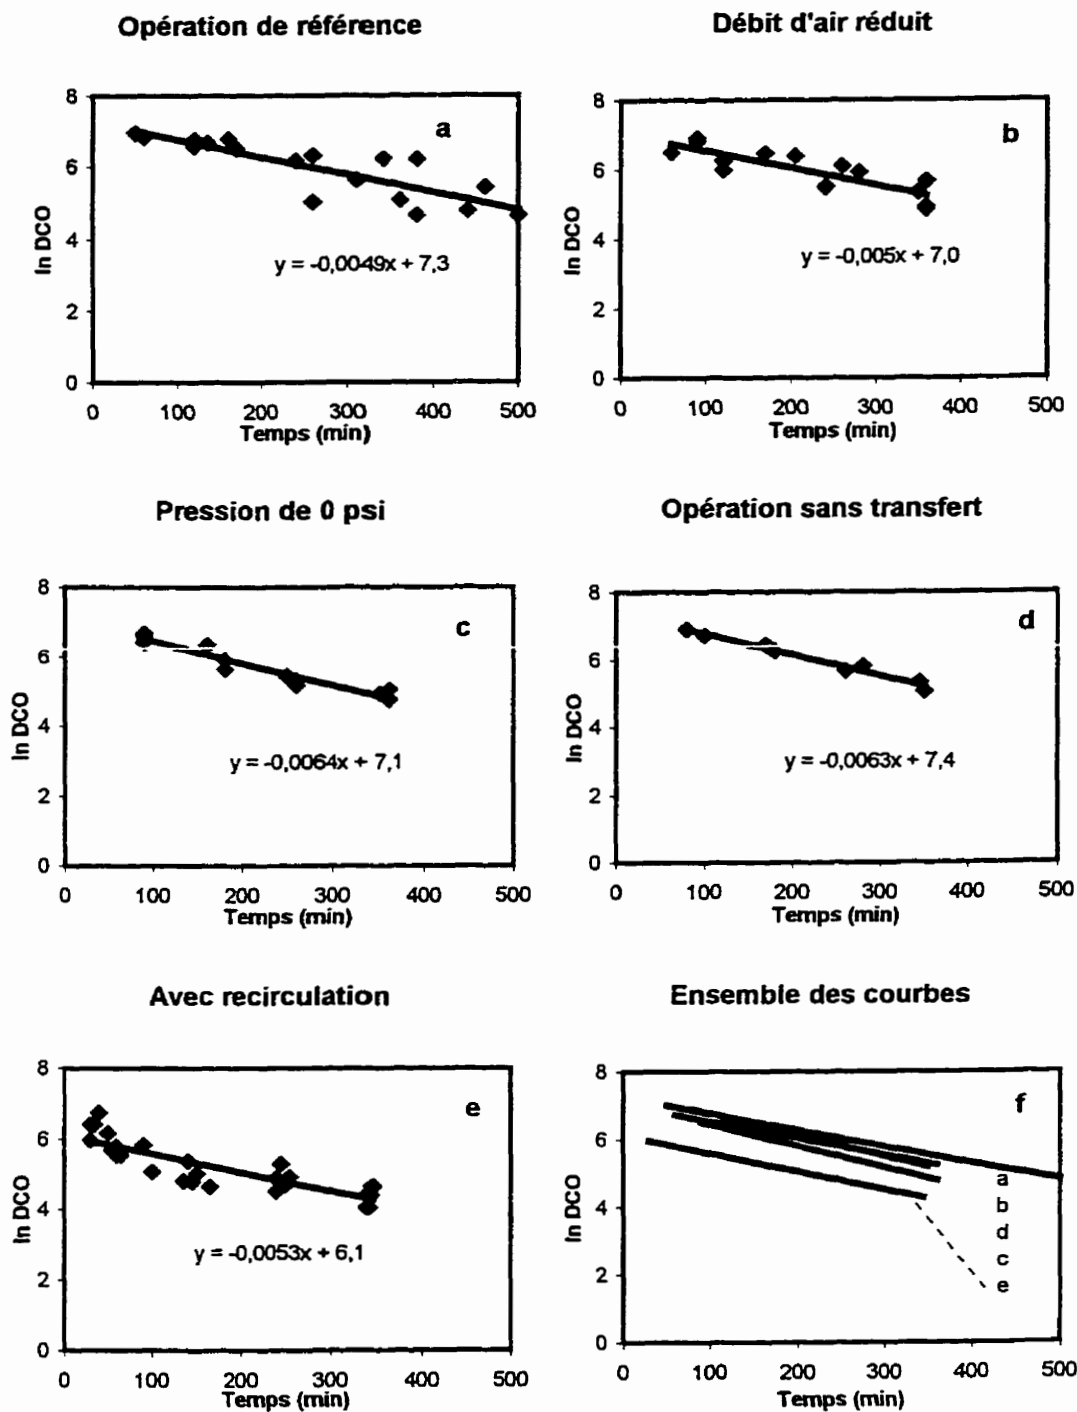 Opération de référence
8
6
4
2
0
ln DCO
a
y = -0,0049x + 7,3
0 100 200 300 400 500
Temps (min)
Débit d'air réduit
8
6
4
2
0
ln DCO
b
y = -0,005x + 7,0
0 100 200 300 400 500
Temps (min)
Pression de 0 psi
8
6
4
2
0
ln DCO
c
y = -0,0064x + 7,1
0 100 200 300 400 500
Temps (min)
Opération sans transfert
8
6
4
2
0
ln DCO
d
y = -0,0063x + 7,4
0 100 200 300 400 500
Temps (min)
Avec recirculation
8
6
4
2
0
ln DCO
e
y = -0,0053x + 6,1
0 100 200 300 400 500
Temps (min)
Ensemble des courbes
8
6
4
2
0
ln DCO
f
a
b
d
c
e
0 100 200 300 400 500
Temps (min)